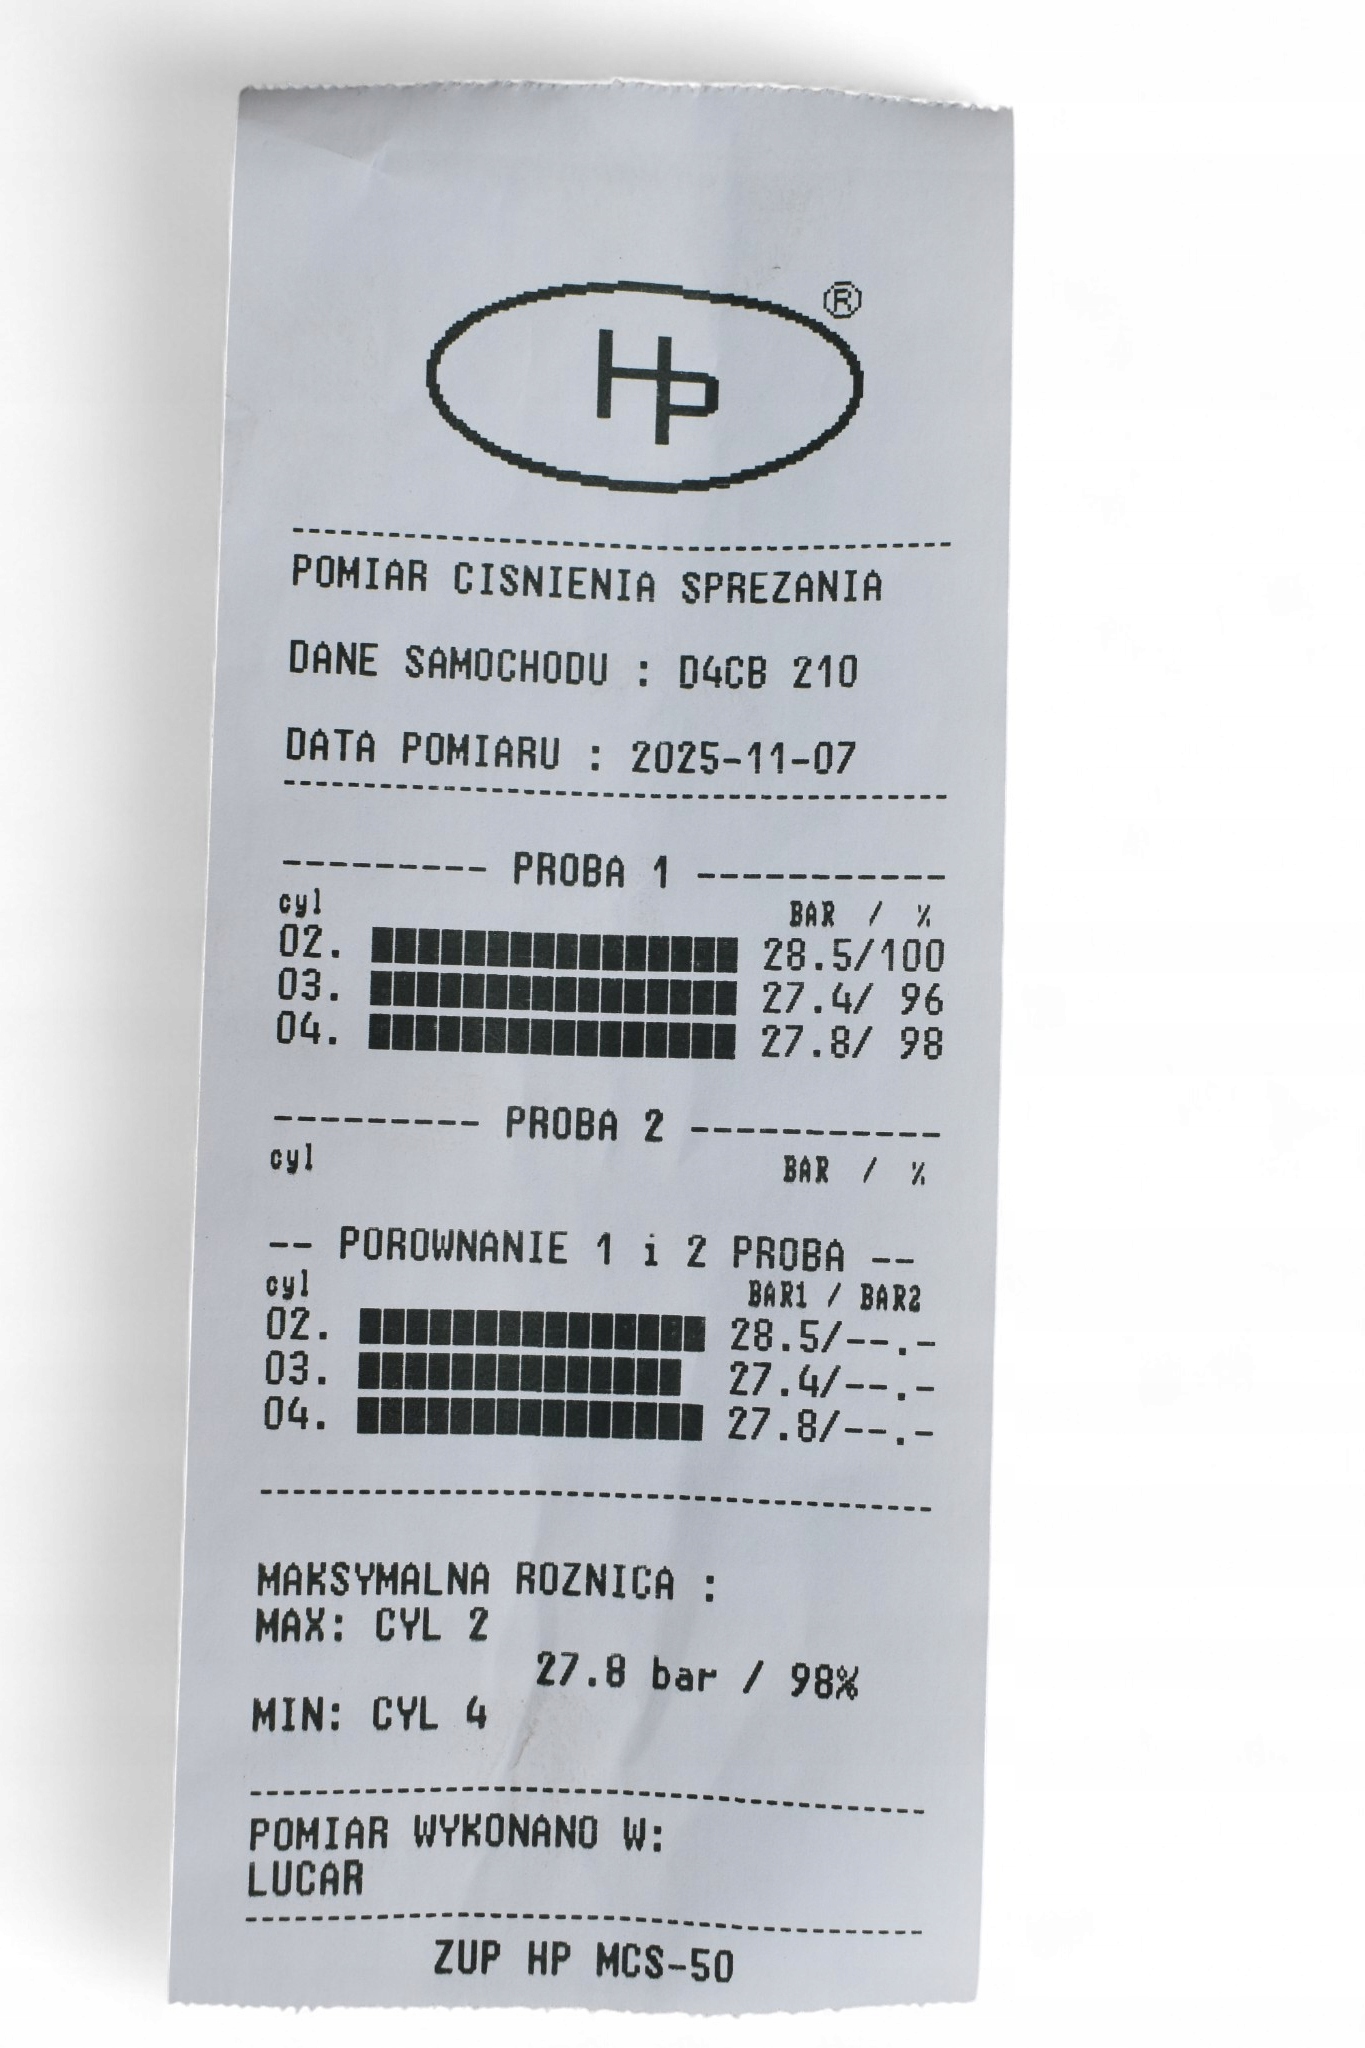 HP ®
POMIAR CISNIENIA SPREZANIA
DANE SAMOCHODU : D4CB 210
DATA POMIARU : 2025-11-07
--------- PROBA 1 -----------
cyl BAR / %
02. 28.5/100
03. 27.4/ 96
04. 27.8/ 98
--------- PROBA 2 -----------
cyl BAR / %
-- POROWNANIE 1 i 2 PROBA --
cyl BAR1 / BAR2
02. 28.5/--.-
03. 27.4/--.-
04. 27.8/--.-
MAKSYMALNA ROZNICA :
MAX: CYL 2
27.8 bar / 98%
MIN: CYL 4
POMIAR WYKONANO W:
LUCAR
ZUP HP MCS-50